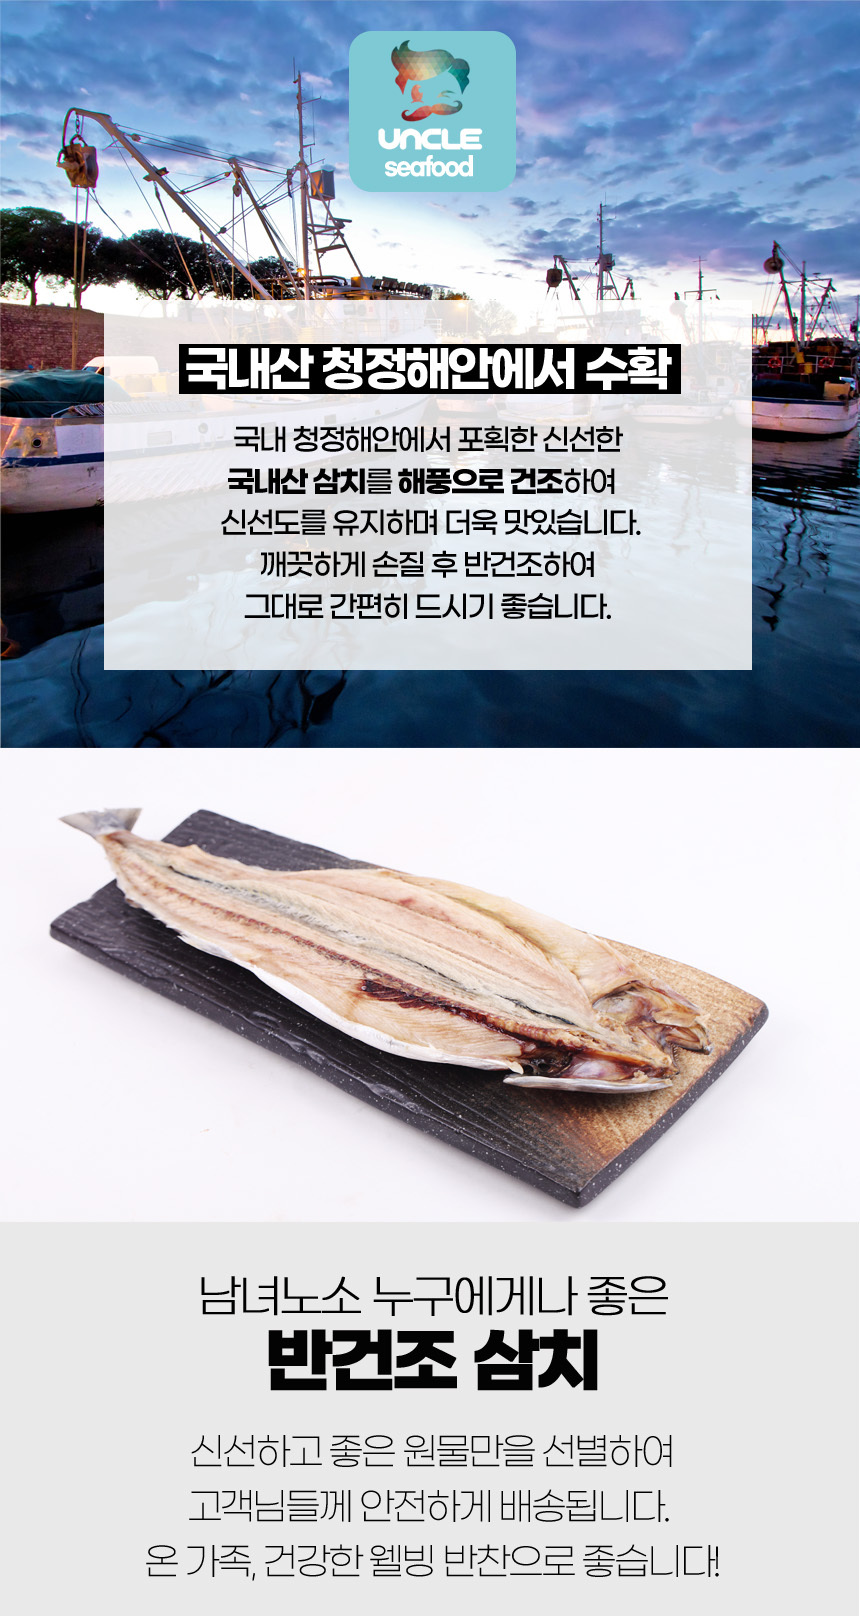 UNCLE
seafood
국내산 청정해안에서 수확
국내 청정해안에서 포획한 신선한
국내산 삼치를 해풍으로 건조하여
신선도를 유지하며 더욱 맛있습니다.
깨끗하게 손질 후 반건조하여
그대로 간편히 드시기 좋습니다.
남녀노소 누구에게나 좋은
반건조 삼치
신선하고 좋은 원물만을 선별하여
고객님들께 안전하게 배송됩니다.
온 가족, 건강한 웰빙 반찬으로 좋습니다!